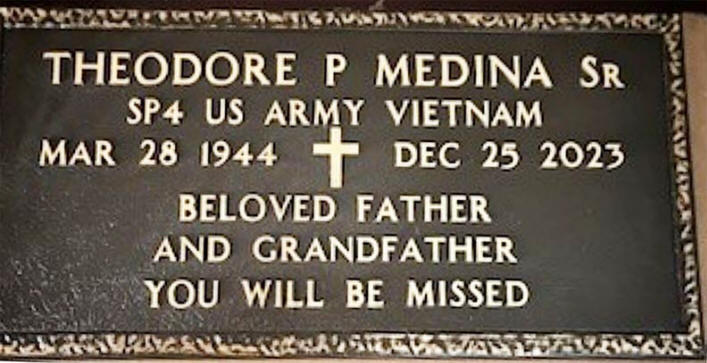 THEODORE P MEDINA SR
SP4 US ARMY VIETNAM
MAR 28 1944 DEC 25 2023
BELOVED FATHER
AND GRANDFATHER
YOU WILL BE MISSED